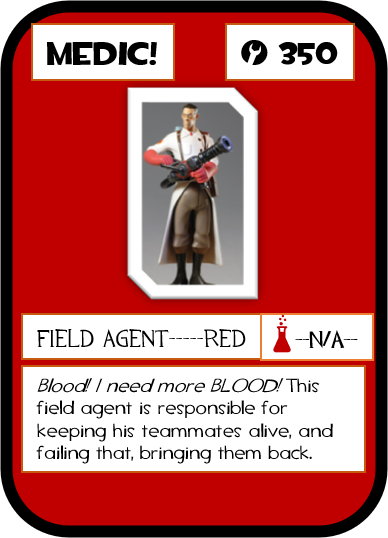 MEDIC!
350
FIELD AGENT-----RED
--N/A--
Blood! I need more BLOOD! This
field agent is responsible for
keeping his teammates alive, and
failing that, bringing them back.